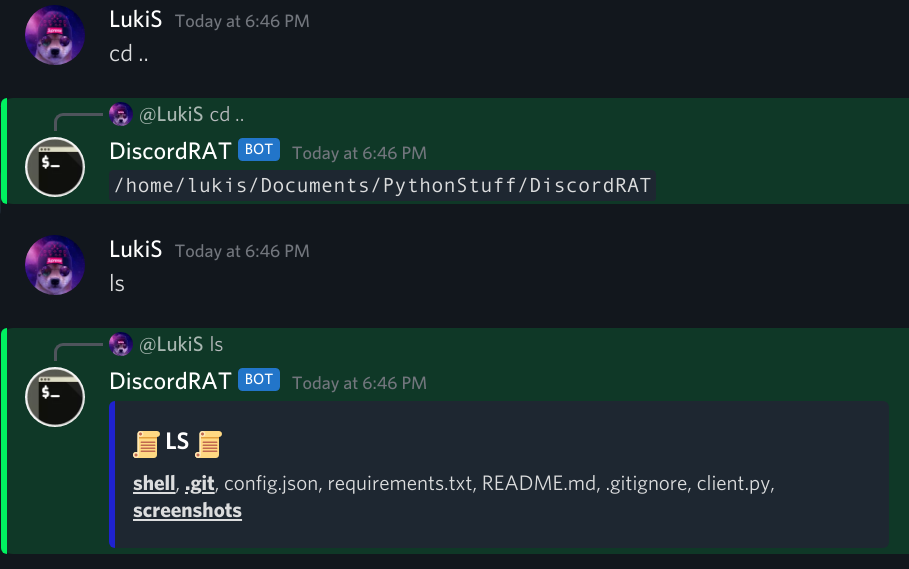 LukiS Today at 6:46 PM
cd ..
@LukiS cd ..
DiscordRAT BOT Today at 6:46 PM
/home/lukis/Documents/PythonStuff/DiscordRAT
LukiS Today at 6:46 PM
ls
@LukiS ls
DiscordRAT BOT Today at 6:46 PM
LS
shell, .git, config.json, requirements.txt, README.md, .gitignore, client.py,
screenshots